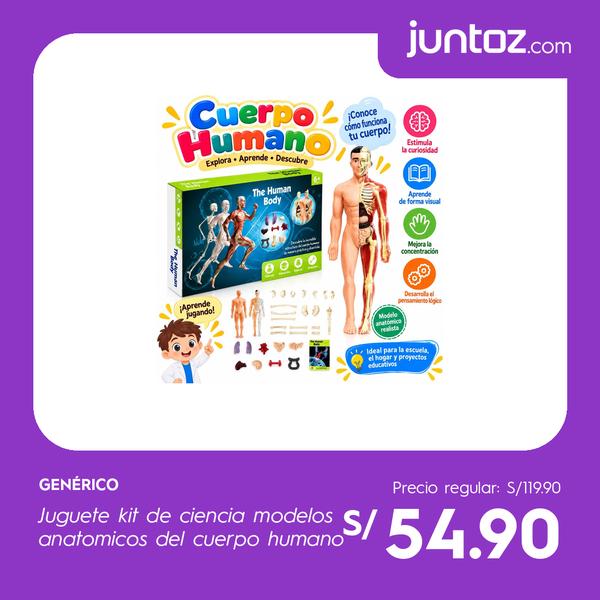 juntoz.com
Cuerpo
Humano
Explora • Aprende • Descubre
¡Conoce
cómo funciona
tu cuerpo!
Estimula
la curiosidad
Aprende
de forma visual
Mejora la
concentración
Desarrolla el
pensamiento lógico
6+
The Human
Body
The Human
Body
¡Aprende
jugando!
Modelo
anatómico
realista
Ideal para la escuela,
el hogar y proyectos
educativos
GENÉRICO
Juguete kit de ciencia modelos
anatomicos del cuerpo humano
Precio regular: S/119.90
S/ 54.90